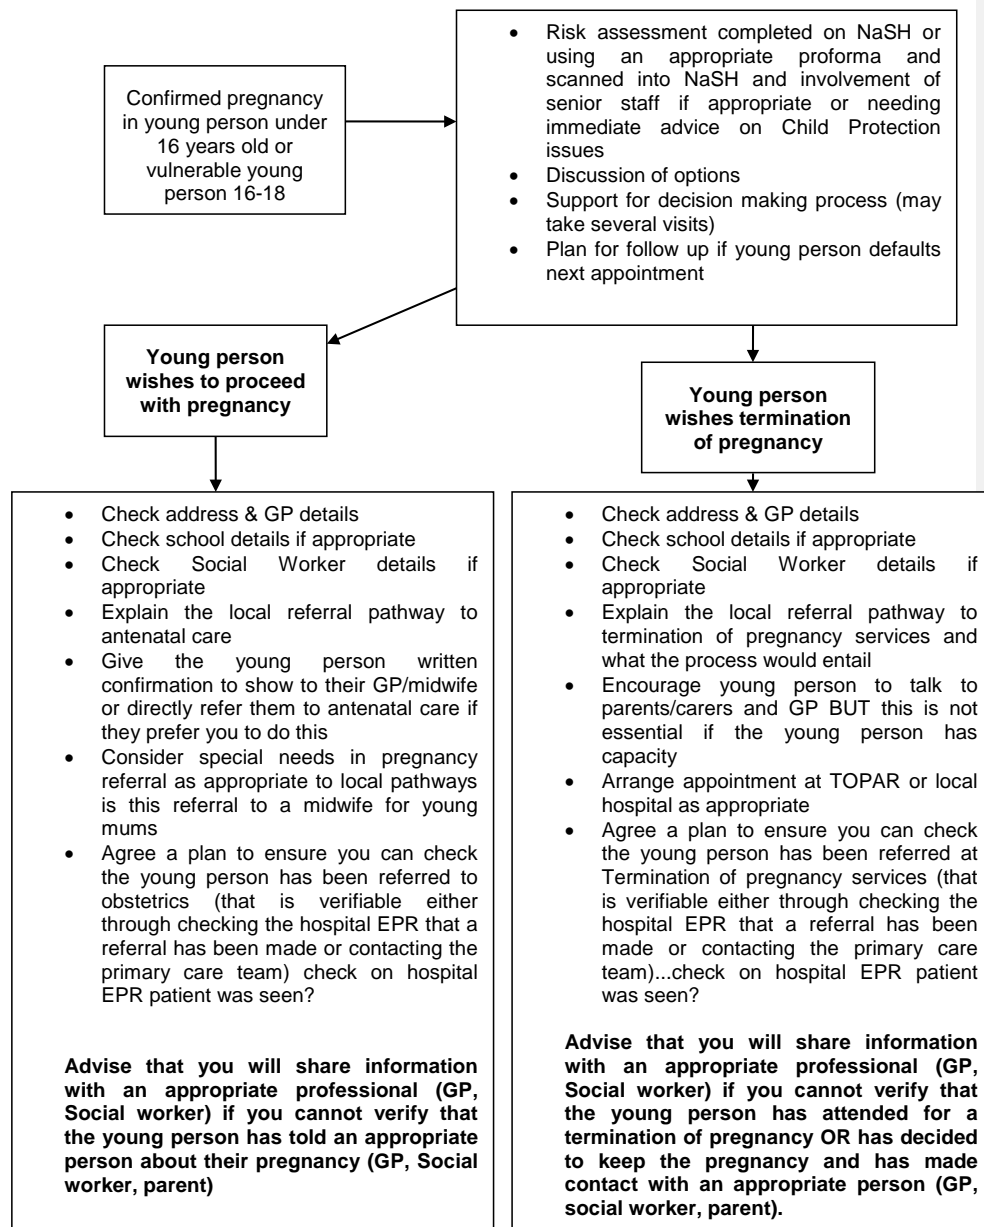 Confirmed pregnancy
in young person under
16 years old or
vulnerable young
person 16-18
• Risk assessment completed on NaSH or
using an appropriate proforma and
scanned into NaSH and involvement of
senior staff if appropriate or needing
immediate advice on Child Protection
issues
• Discussion of options
• Support for decision making process (may
take several visits)
• Plan for follow up if young person defaults
next appointment
Young person
wishes to proceed
with pregnancy
Young person
wishes termination
of pregnancy
• Check address & GP details
• Check school details if appropriate
• Check Social Worker details if
appropriate
• Explain the local referral pathway to
antenatal care
• Give the young person written
confirmation to show to their GP/midwife
or directly refer them to antenatal care if
they prefer you to do this
• Consider special needs in pregnancy
referral as appropriate to local pathways
is this referral to a midwife for young
mums
• Agree a plan to ensure you can check
the young person has been referred to
obstetrics (that is verifiable either
through checking the hospital EPR that a
referral has been made or contacting the
primary care team) check on hospital
EPR patient was seen?
Advise that you will share information
with an appropriate professional (GP,
Social worker) if you cannot verify that
the young person has told an appropriate
person about their pregnancy (GP, Social
worker, parent)
• Check address & GP details
• Check school details if appropriate
• Check Social Worker details if
appropriate
• Explain the local referral pathway to
termination of pregnancy services and
what the process would entail
• Encourage young person to talk to
parents/carers and GP BUT this is not
essential if the young person has
capacity
• Arrange appointment at TOPAR or local
hospital as appropriate
• Agree a plan to ensure you can check
the young person has been referred at
Termination of pregnancy services (that
is verifiable either through checking the
hospital EPR that a referral has been
made or contacting the primary care
team)...check on hospital EPR patient
was seen?
Advise that you will share information
with an appropriate professional (GP,
Social worker) if you cannot verify that
the young person has attended for a
termination of pregnancy OR has decided
to keep the pregnancy and has made
contact with an appropriate person (GP,
social worker, parent).